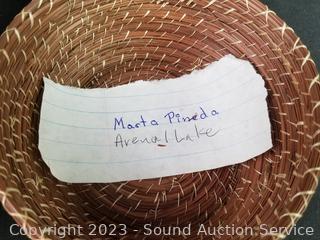 Marta Pineda
Arenal Lake
Copyright 2023 - Sound Auction Service